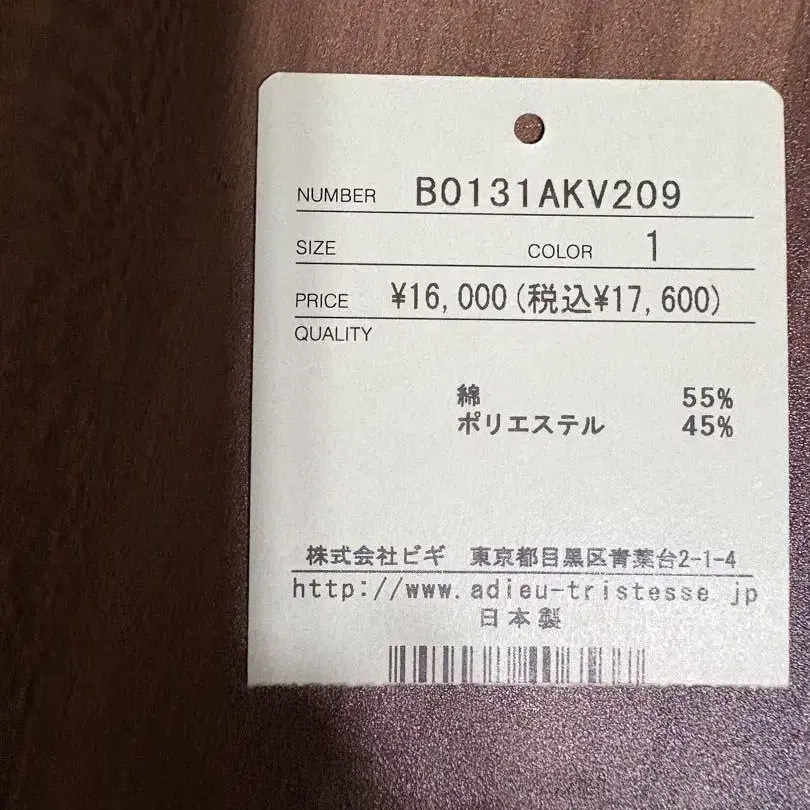 NUMBER B0131AKV209
SIZE COLOR 1
PRICE ¥16,000(税込¥17,600)
QUALITY
綿 55%
ポリエステル 45%
株式会社ビギ 東京都目黒区青葉台2-1-4
http://www.adieu-tristesse.jp
日本製